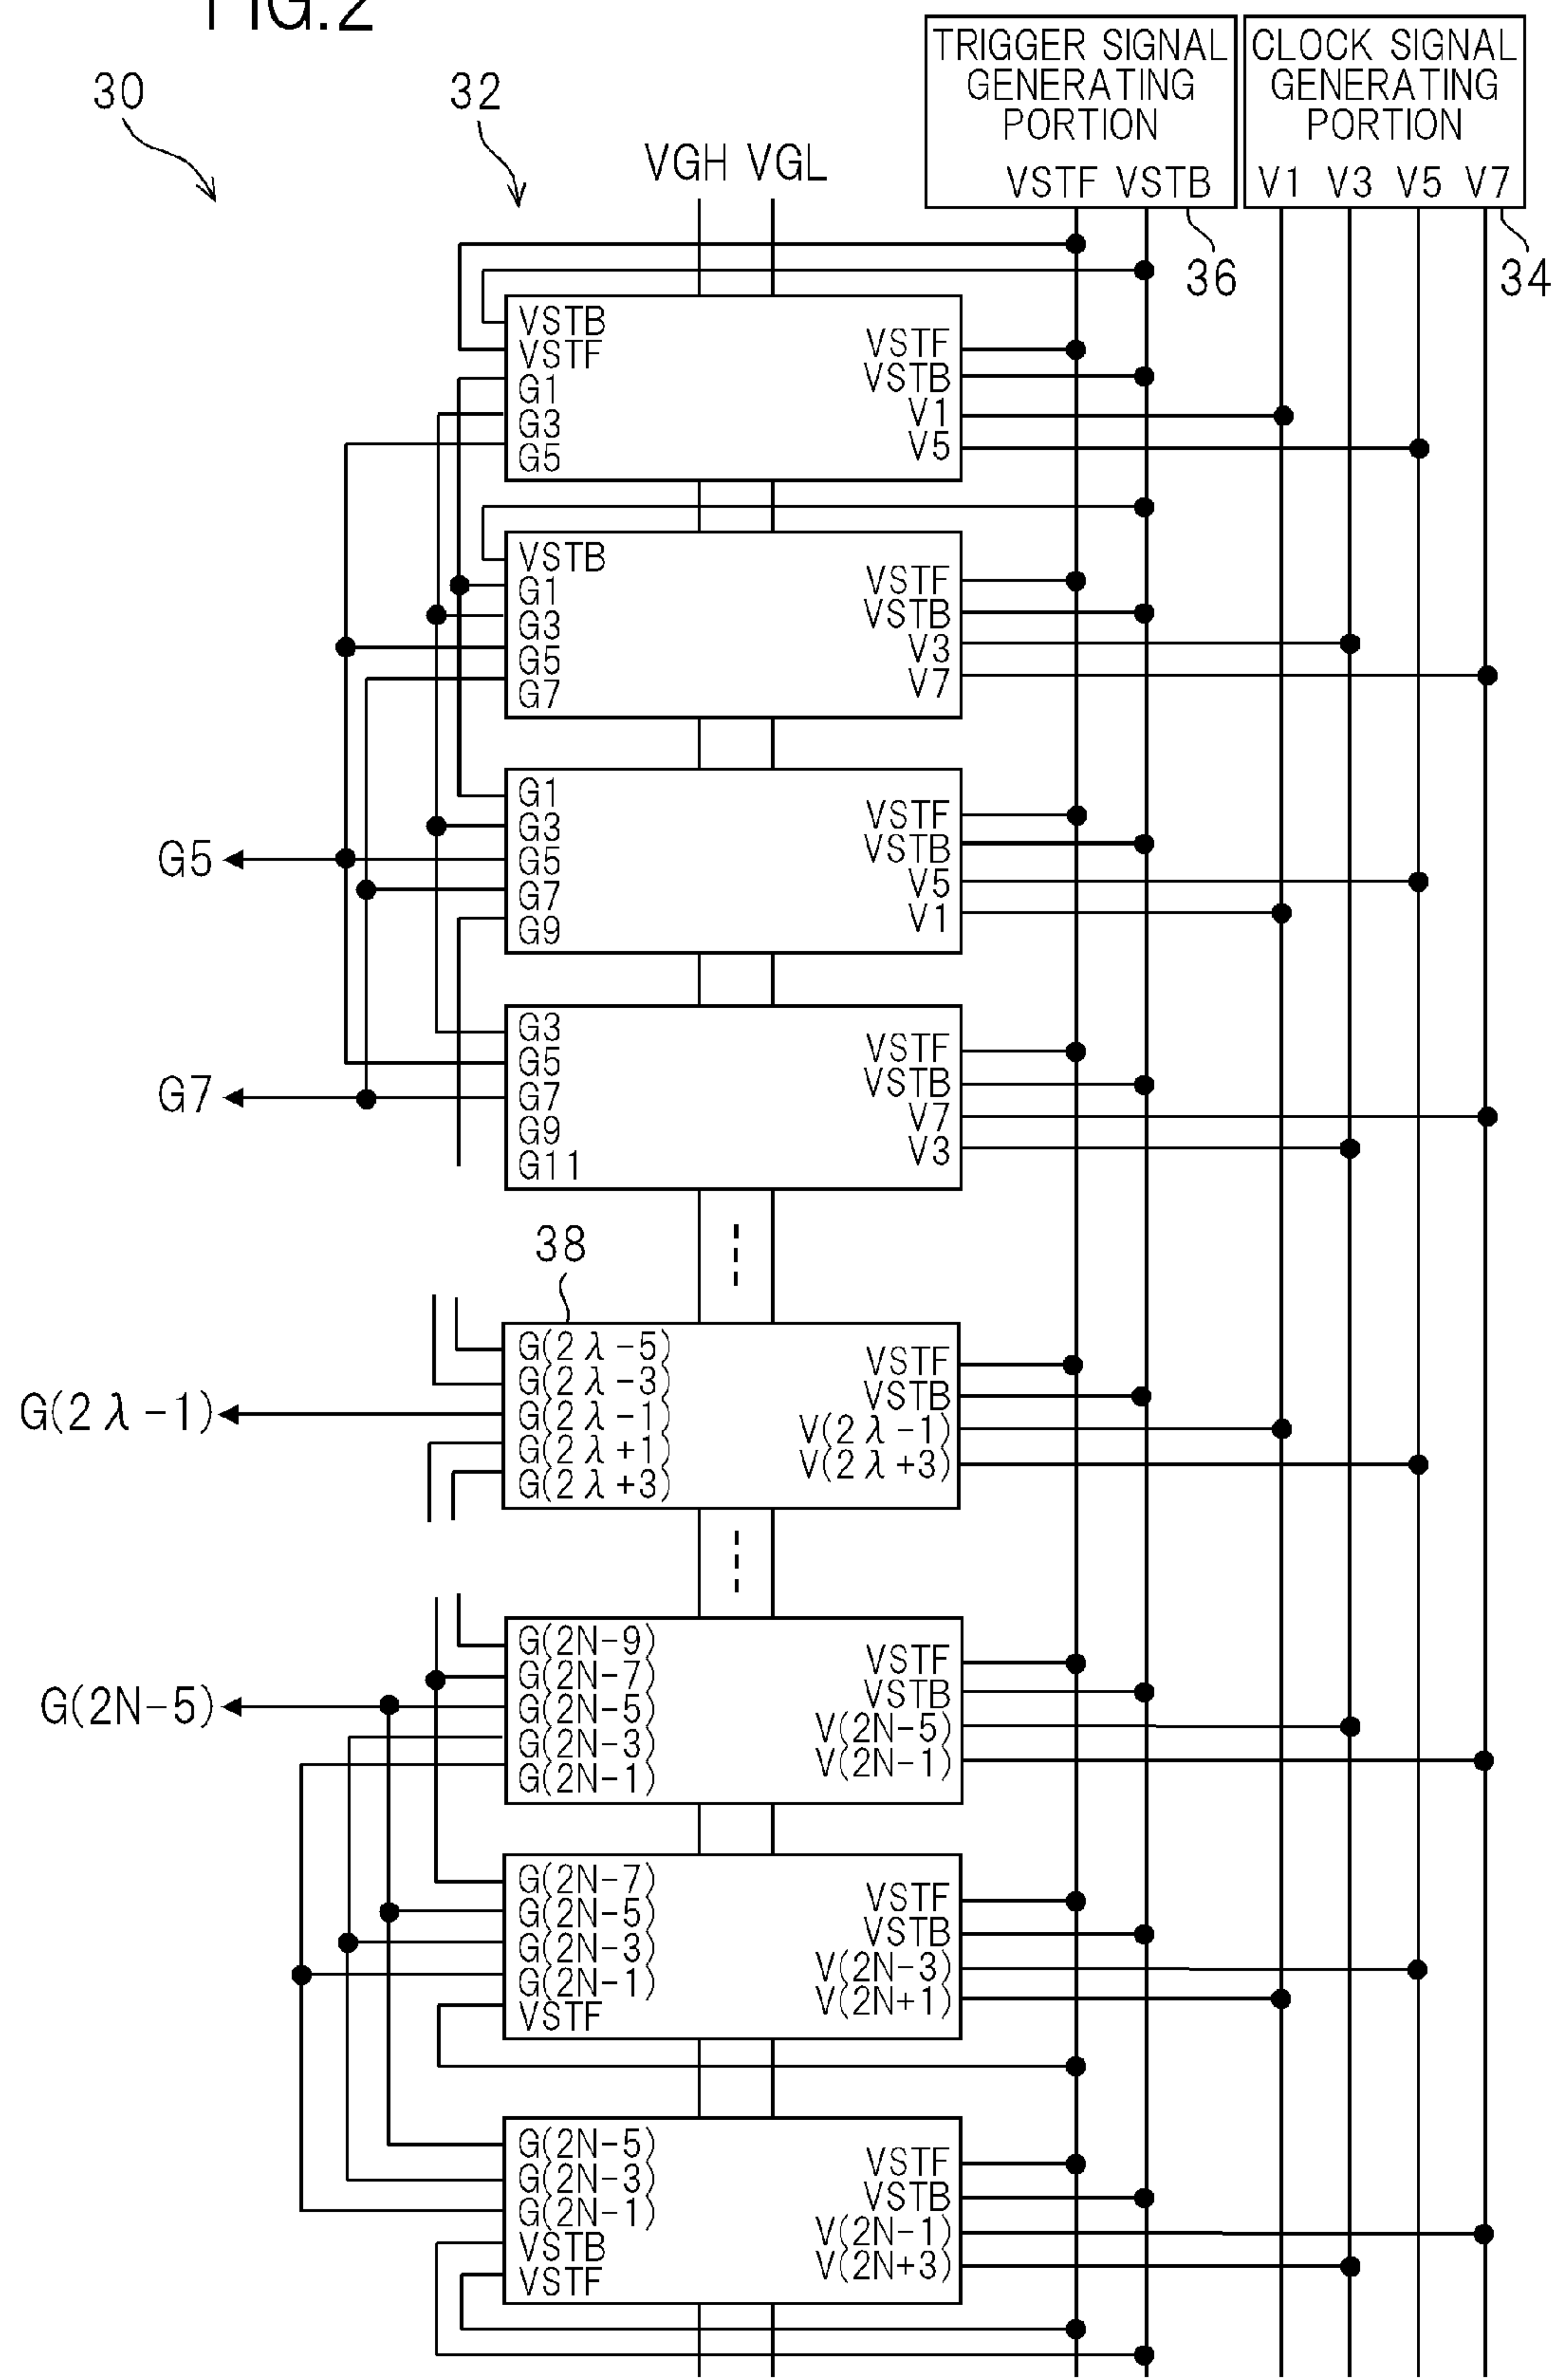 FIG.2
30
32
VGH VGL
TRIGGER SIGNAL
GENERATING
PORTION
VSTF VSTB
CLOCK SIGNAL
GENERATING
PORTION
V1 V3 V5 V7
36
34
VSTB
VSTF
G1
G3
G5
VSTF
VSTB
V1
V5
VSTB
G1
G3
G5
G7
VSTF
VSTB
V3
V7
G5
G1
G3
G5
G7
G9
VSTF
VSTB
V5
V1
G7
G3
G5
G7
G9
G11
VSTF
VSTB
V7
V3
38
G(2λ-1)
G(2λ-5)
G(2λ-3)
G(2λ-1)
G(2λ+1)
G(2λ+3)
VSTF
VSTB
V(2λ-1)
V(2λ+3)
G(2N-5)
G(2N-9)
G(2N-7)
G(2N-5)
G(2N-3)
G(2N-1)
VSTF
VSTB
V(2N-5)
V(2N-1)
G(2N-7)
G(2N-5)
G(2N-3)
G(2N-1)
VSTF
VSTF
VSTB
V(2N-3)
V(2N+1)
G(2N-5)
G(2N-3)
G(2N-1)
VSTB
VSTF
VSTF
VSTB
V(2N-1)
V(2N+3)